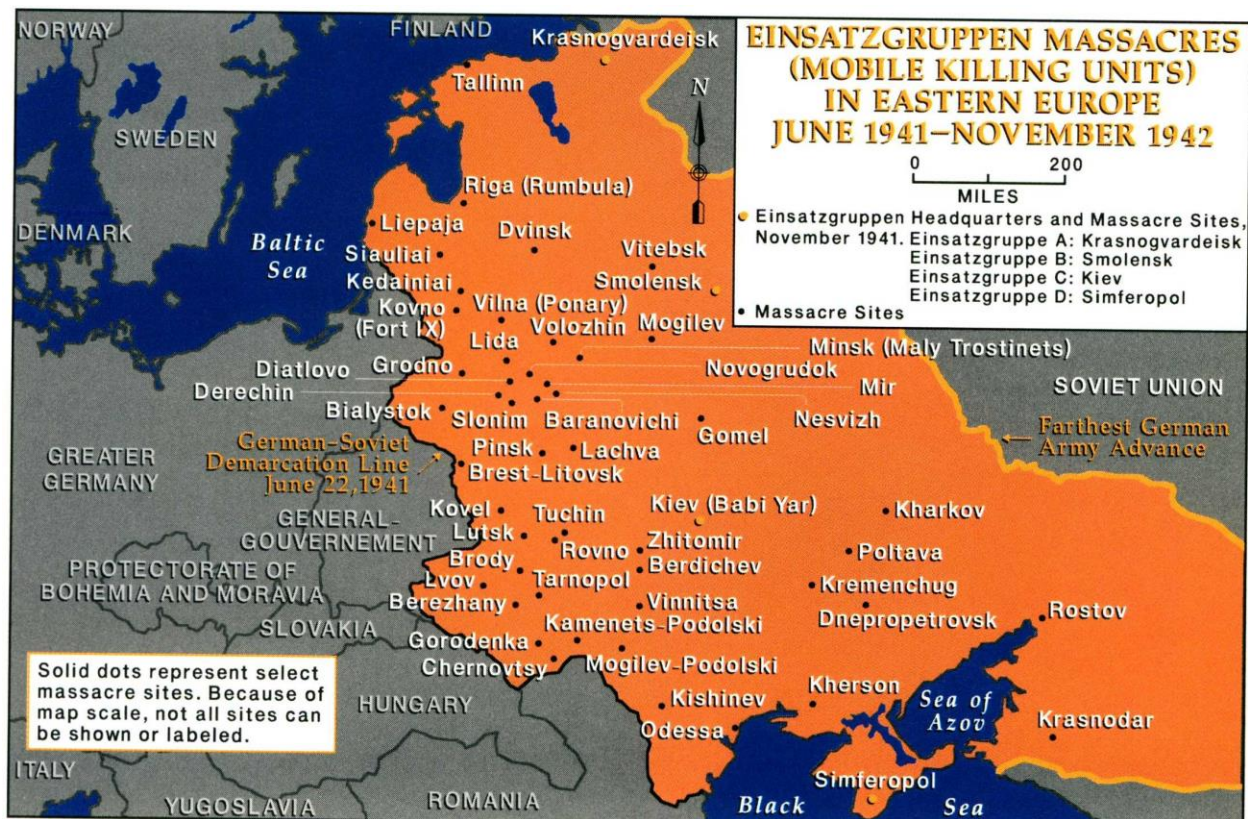 EINSATZGRUPPEN MASSACRES
(MOBILE KILLING UNITS)
IN EASTERN EUROPE
JUNE 1941–NOVEMBER 1942
0 200
MILES
Einsatzgruppen Headquarters and Massacre Sites,
November 1941. Einsatzgruppe A: Krasnogvardeisk
Einsatzgruppe B: Smolensk
Einsatzgruppe C: Kiev
Einsatzgruppe D: Simferopol
Massacre Sites
NORWAY
FINLAND
Krasnogvardeisk
Tallinn
N
SWEDEN
Riga (Rumbula)
Liepaja
Dvinsk
DENMARK
Baltic
Sea
Siauliai
Vitebsk
Kedainiai
Smolensk
Kovno
(Fort IX)
Vilna (Ponary)
Volozhin
Mogilev
Lida
Minsk (Maly Trostinets)
Diatlovo
Grodno
Novogrudok
SOVIET UNION
Derechin
Mir
Bialystok
Slonim
Baranovichi
Nesvizh
Gomel
German-Soviet
Demarcation Line
June 22, 1941
Pinsk
Lachva
Farthest German
Army Advance
GREATER
GERMANY
Brest-Litovsk
Kovel
Tuchin
Kiev (Babi Yar)
Kharkov
GENERAL-
GOUVERNEMENT
Lutsk
Rovno
Zhitomir
Poltava
Brody
Berdichev
PROTECTORATE OF
BOHEMIA AND MORAVIA
Lvov
Tarnopol
Kremenchug
Berezhany
Vinnitsa
Dnepropetrovsk
Rostov
SLOVAKIA
Gorodenka
Kamenets-Podolski
Chernovtsy
Mogilev-Podolski
Solid dots represent select
massacre sites. Because of
map scale, not all sites can
be shown or labeled.
HUNGARY
Kishinev
Kherson
Sea of
Azov
Odessa
Krasnodar
ITALY
Simferopol
YUGOSLAVIA
ROMANIA
Black
Sea